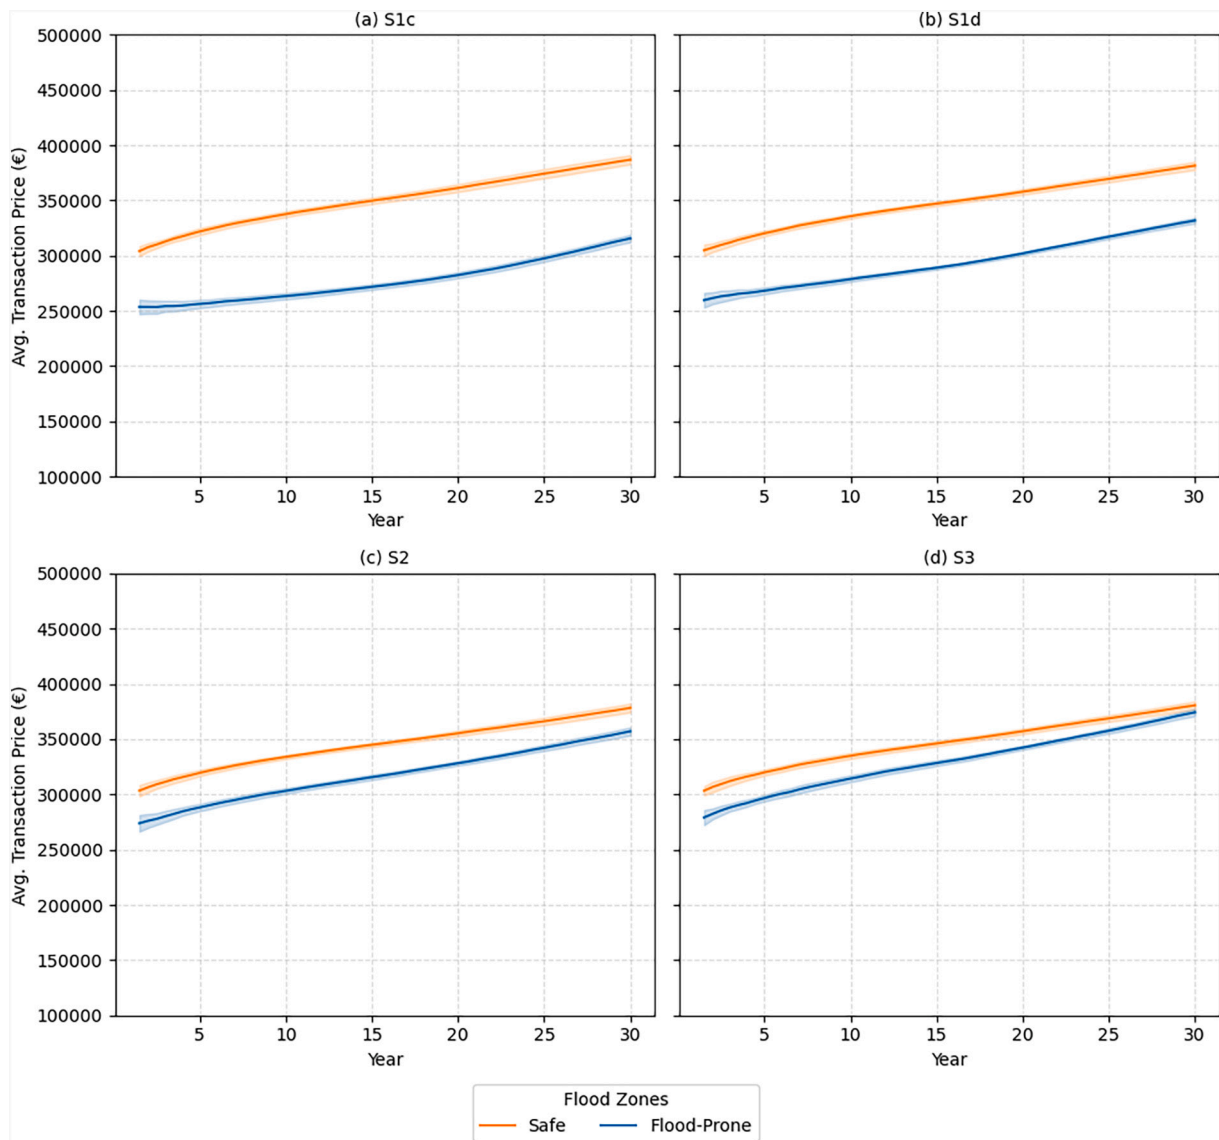 (a) S1c
(b) S1d
500000
450000
400000
350000
300000
250000
200000
150000
100000
Avg. Transaction Price (€)
5 10 15 20 25 30
5 10 15 20 25 30
Year
Year
(c) S2
(d) S3
500000
450000
400000
350000
300000
250000
200000
150000
100000
Avg. Transaction Price (€)
5 10 15 20 25 30
5 10 15 20 25 30
Year
Year
Flood Zones
Safe Flood-Prone